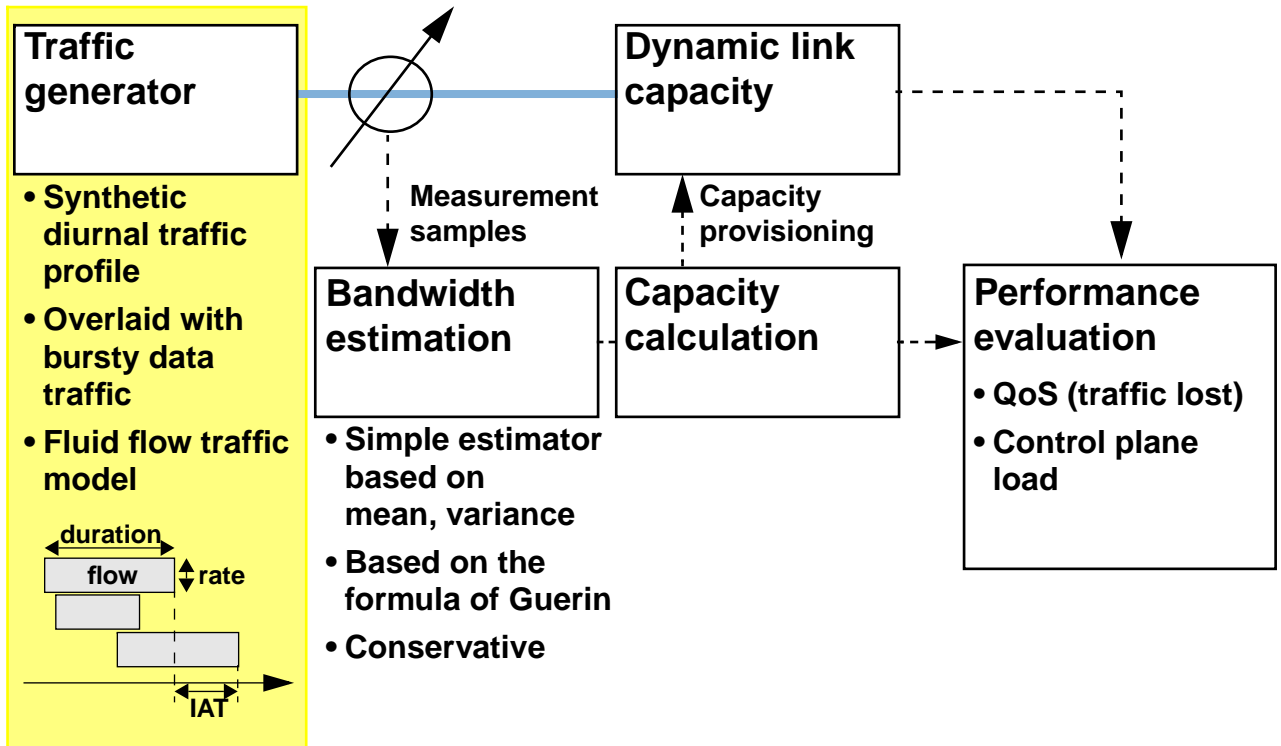 Traffic
generator
• Synthetic
diurnal traffic
profile
• Overlaid with
bursty data
traffic
• Fluid flow traffic
model
duration
flow
rate
IAT
Measurement
samples
Bandwidth
estimation
• Simple estimator
based on
mean, variance
• Based on the
formula of Guerin
• Conservative
Dynamic link
capacity
Capacity
provisioning
Capacity
calculation
Performance
evaluation
• QoS (traffic lost)
• Control plane
load